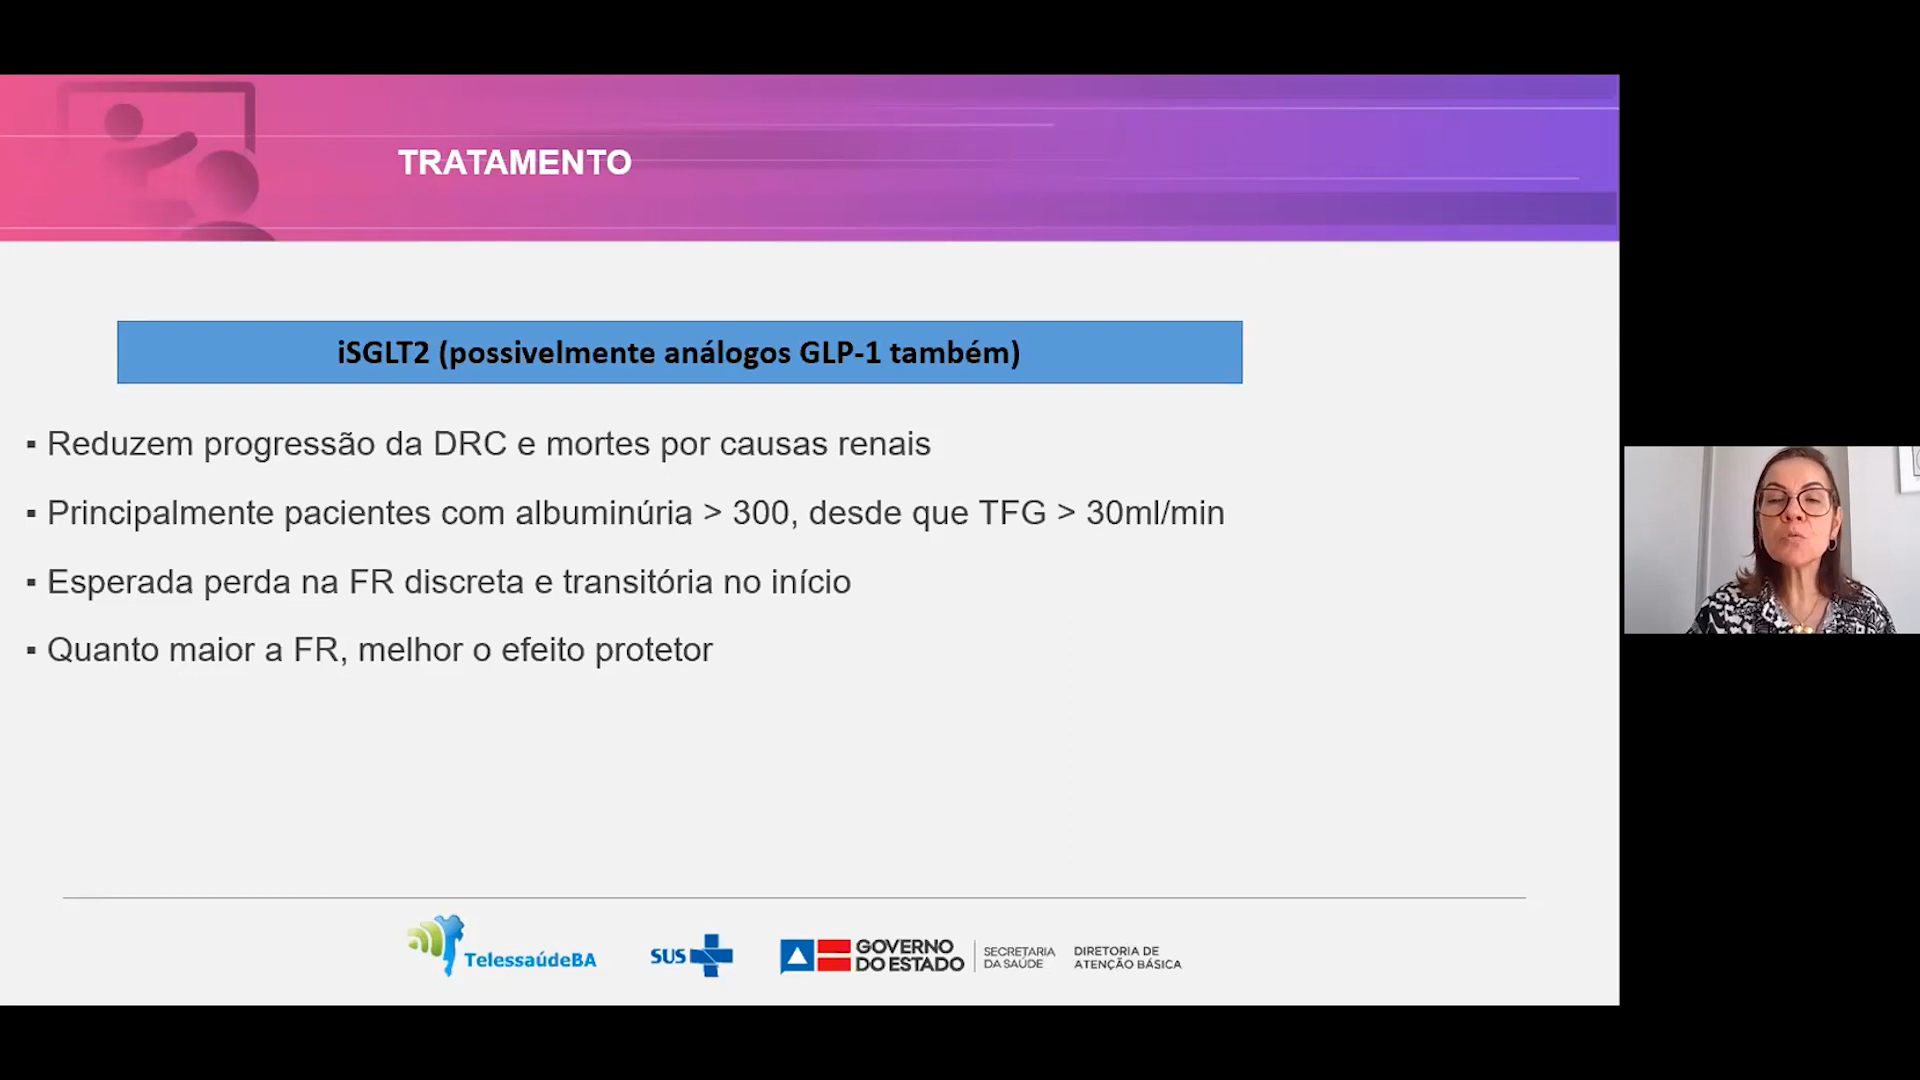 TRATAMENTO
iSGLT2 (possivelmente análogos GLP-1 também)
▪ Reduzem progressão da DRC e mortes por causas renais
▪ Principalmente pacientes com albuminúria > 300, desde que TFG > 30ml/min
▪ Esperada perda na FR discreta e transitória no início
▪ Quanto maior a FR, melhor o efeito protetor
TelessaúdeBA
SUS
GOVERNO
DO ESTADO
SECRETARIA
DA SAÚDE
DIRETORIA DE
ATENÇÃO BÁSICA